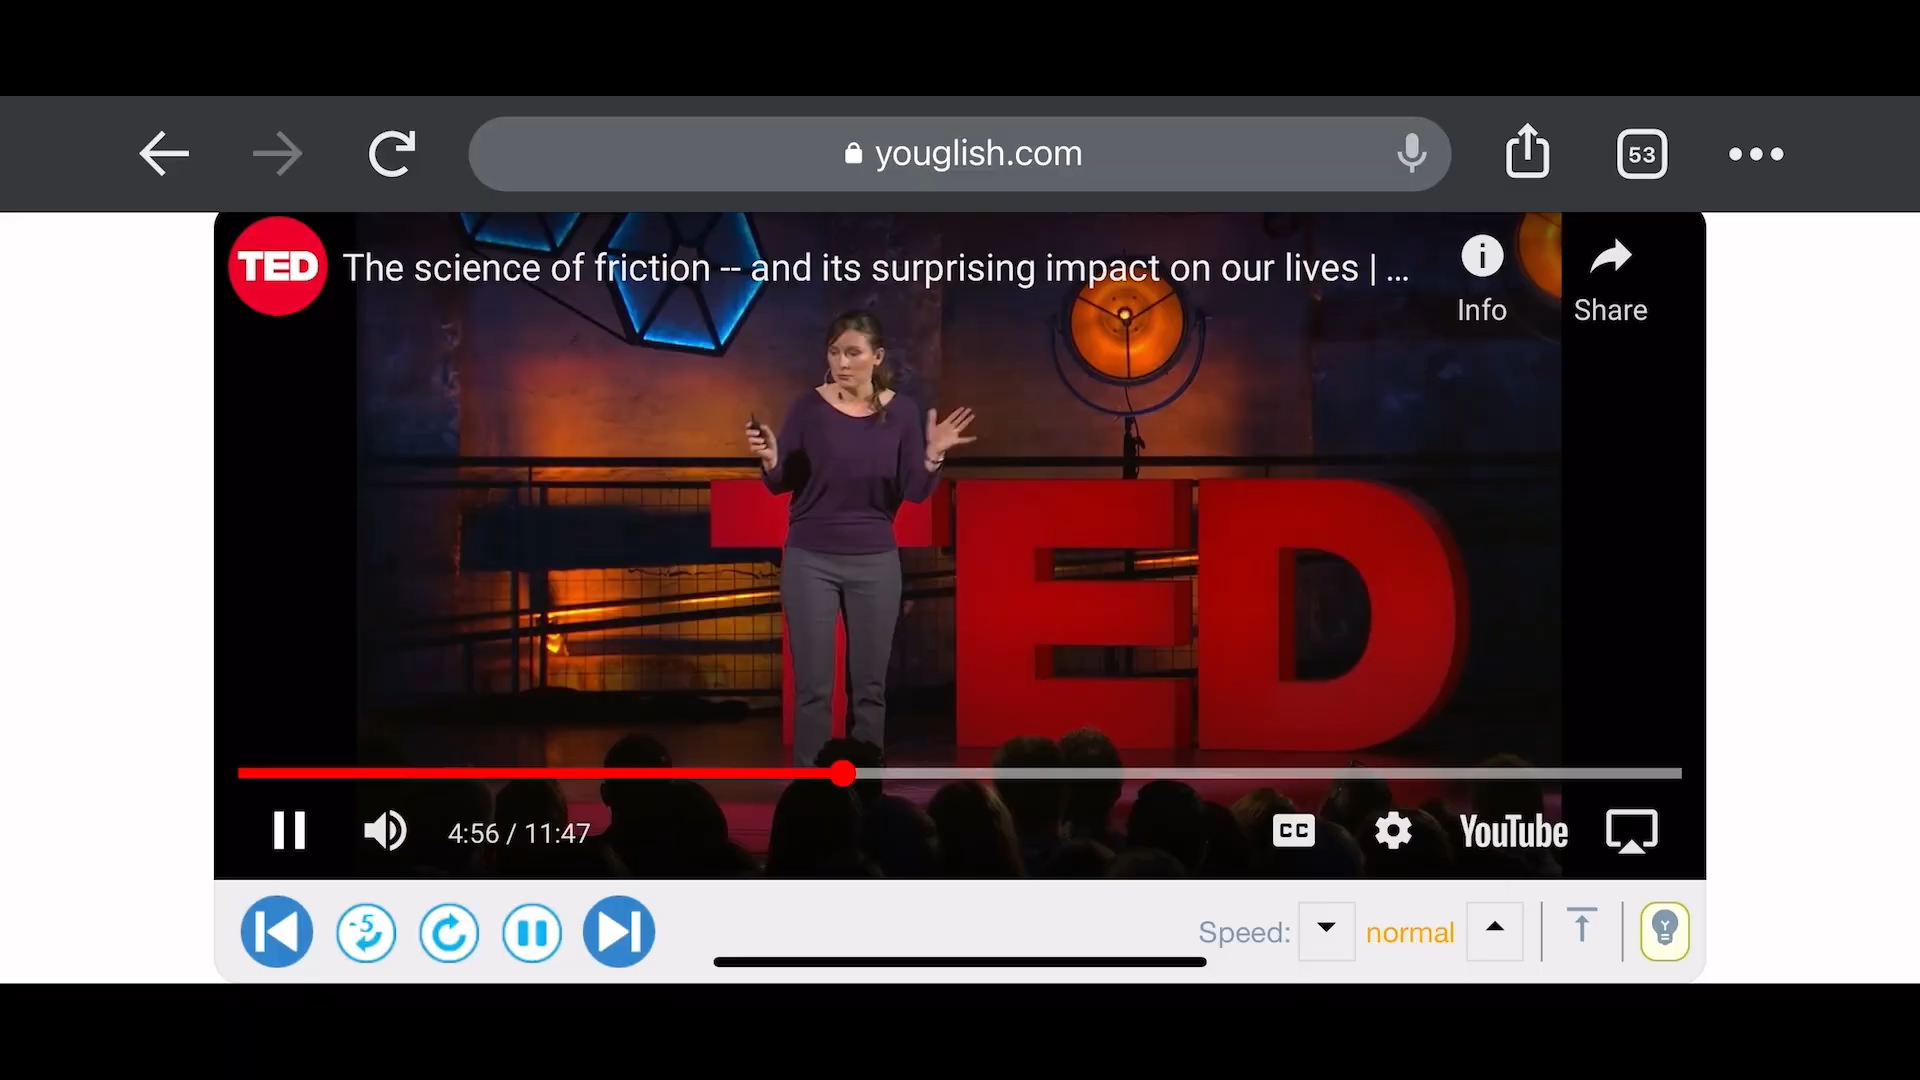 youglish.com
53
TED
The science of friction -- and its surprising impact on our lives | ...
Info
Share
TED
4:56 / 11:47
CC
YouTube
-5
Speed:
normal